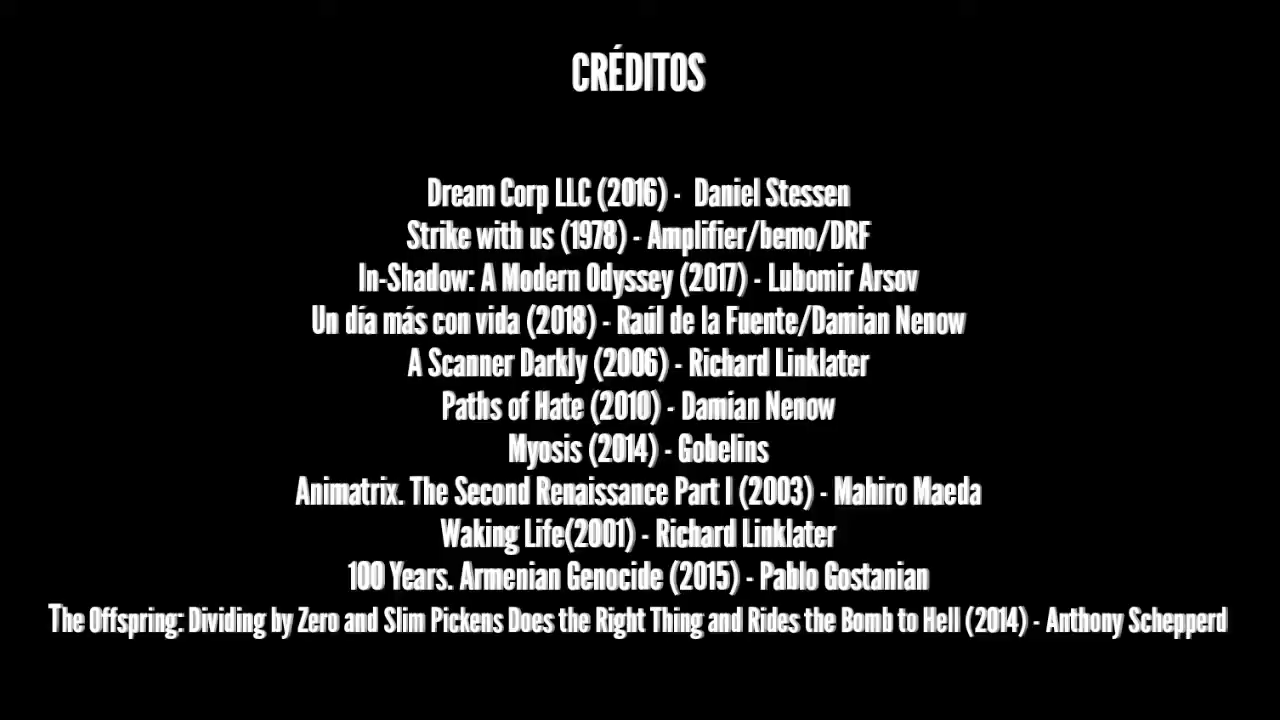 CRÉDITOS
Dream Corp LLC (2016) - Daniel Stessen
Strike with us (1978) - Amplifier/bemo/DRF
In-Shadow: A Modern Odyssey (2017) - Lubomir Arsov
Un día más con vida (2018) - Raúl de la Fuente/Damian Nenow
A Scanner Darkly (2006) - Richard Linklater
Paths of Hate (2010) - Damian Nenow
Myosis (2014) - Gobelins
Animatrix. The Second Renaissance Part I (2003) - Mahiro Maeda
Waking Life(2001) - Richard Linklater
100 Years. Armenian Genocide (2015) - Pablo Gostanian
The Offspring: Dividing by Zero and Slim Pickens Does the Right Thing and Rides the Bomb to Hell (2014) - Anthony Schepperd